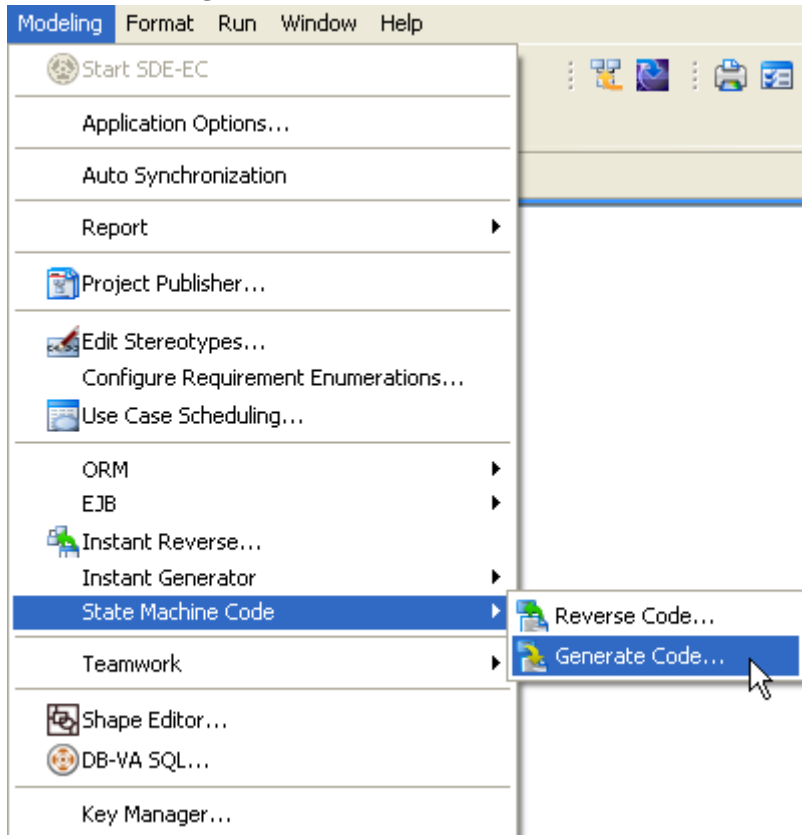 Modeling Format Run Window Help
Start SDE-EC
Application Options...
Auto Synchronization
Report
Project Publisher...
Edit Stereotypes...
Configure Requirement Enumerations...
Use Case Scheduling...
ORM
EJB
Instant Reverse...
Instant Generator
State Machine Code
Reverse Code...
Generate Code...
Teamwork
Shape Editor...
DB-VA SQL...
Key Manager...